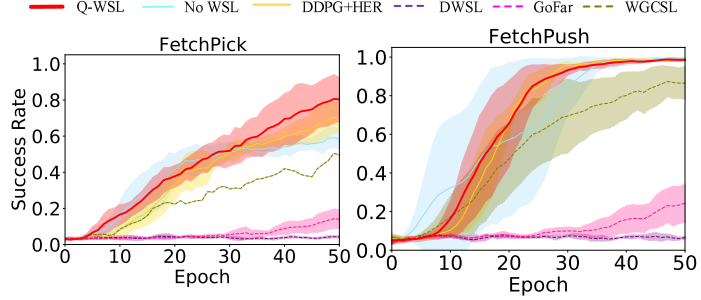 Q-WSL No WSL DDPG+HER DWSL GoFar WGCSL
FetchPick
Success Rate
1.0
0.8
0.6
0.4
0.2
0.0
0 10 20 30 40 50
Epoch
FetchPush
1.0
0.8
0.6
0.4
0.2
0.0
0 10 20 30 40 50
Epoch